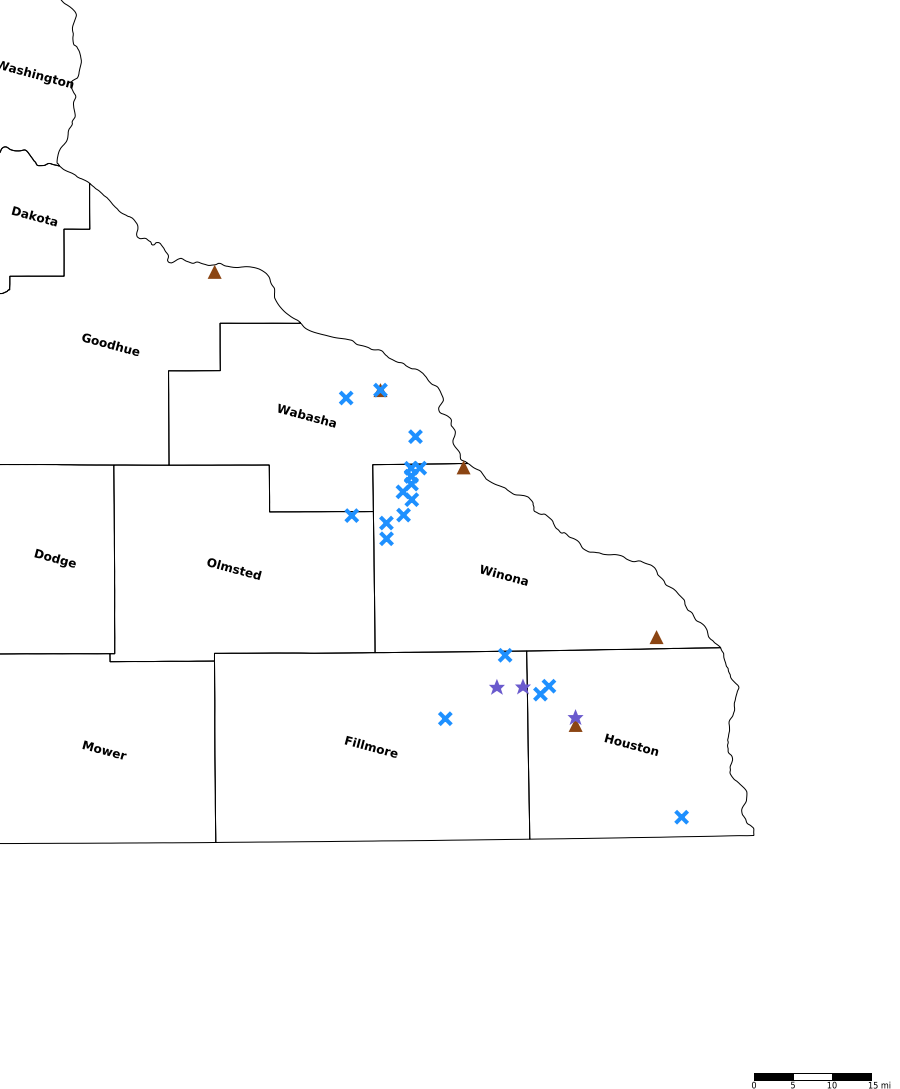 Washington
Dakota
Goodhue
Wabasha
Dodge
Olmsted
Winona
Mower
Fillmore
Houston
0 5 10 15 mi